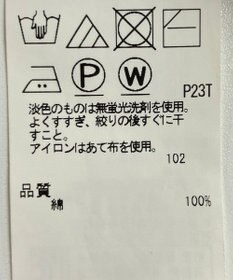 P W
P23T
淡色のものは無蛍光洗剤を使用。
よくすすぎ、絞りの後すぐに干
すこと。
アイロンはあて布を使用。
102
品質
綿 100%